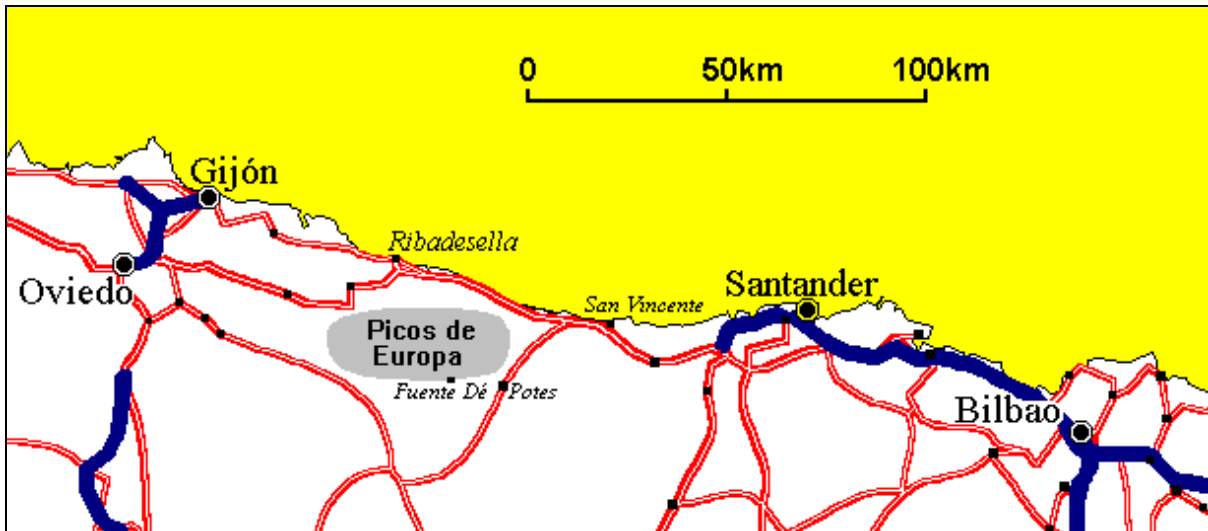 0 50km 100km
Gijón
Ribadesella
Oviedo
Santander
San Vincente
Picos de
Europa
Fuente Dé
Potes
Bilbao